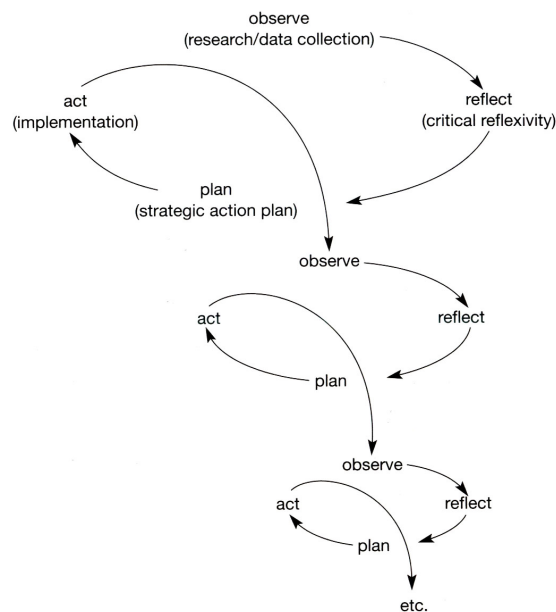 observe
(research/data collection)
act
(implementation)
reflect
(critical reflexivity)
plan
(strategic action plan)
observe
act
reflect
plan
observe
act
reflect
plan
etc.